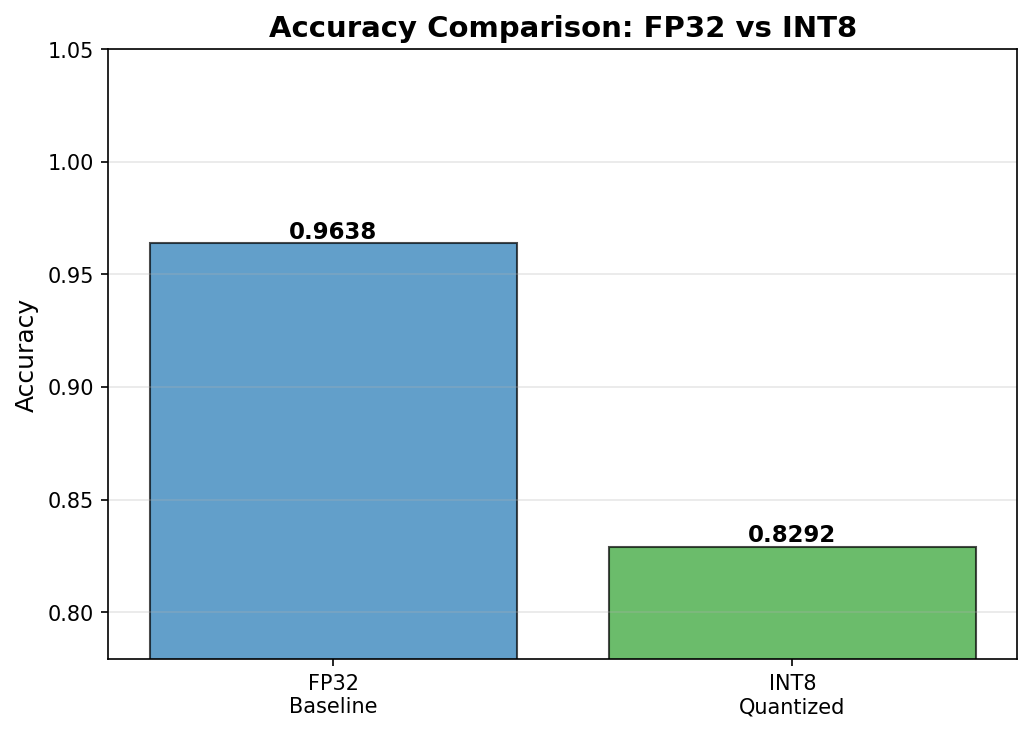 Accuracy Comparison: FP32 vs INT8
1.05
1.00
0.95
0.90
0.85
0.80
Accuracy
0.9638
0.8292
FP32
Baseline
INT8
Quantized